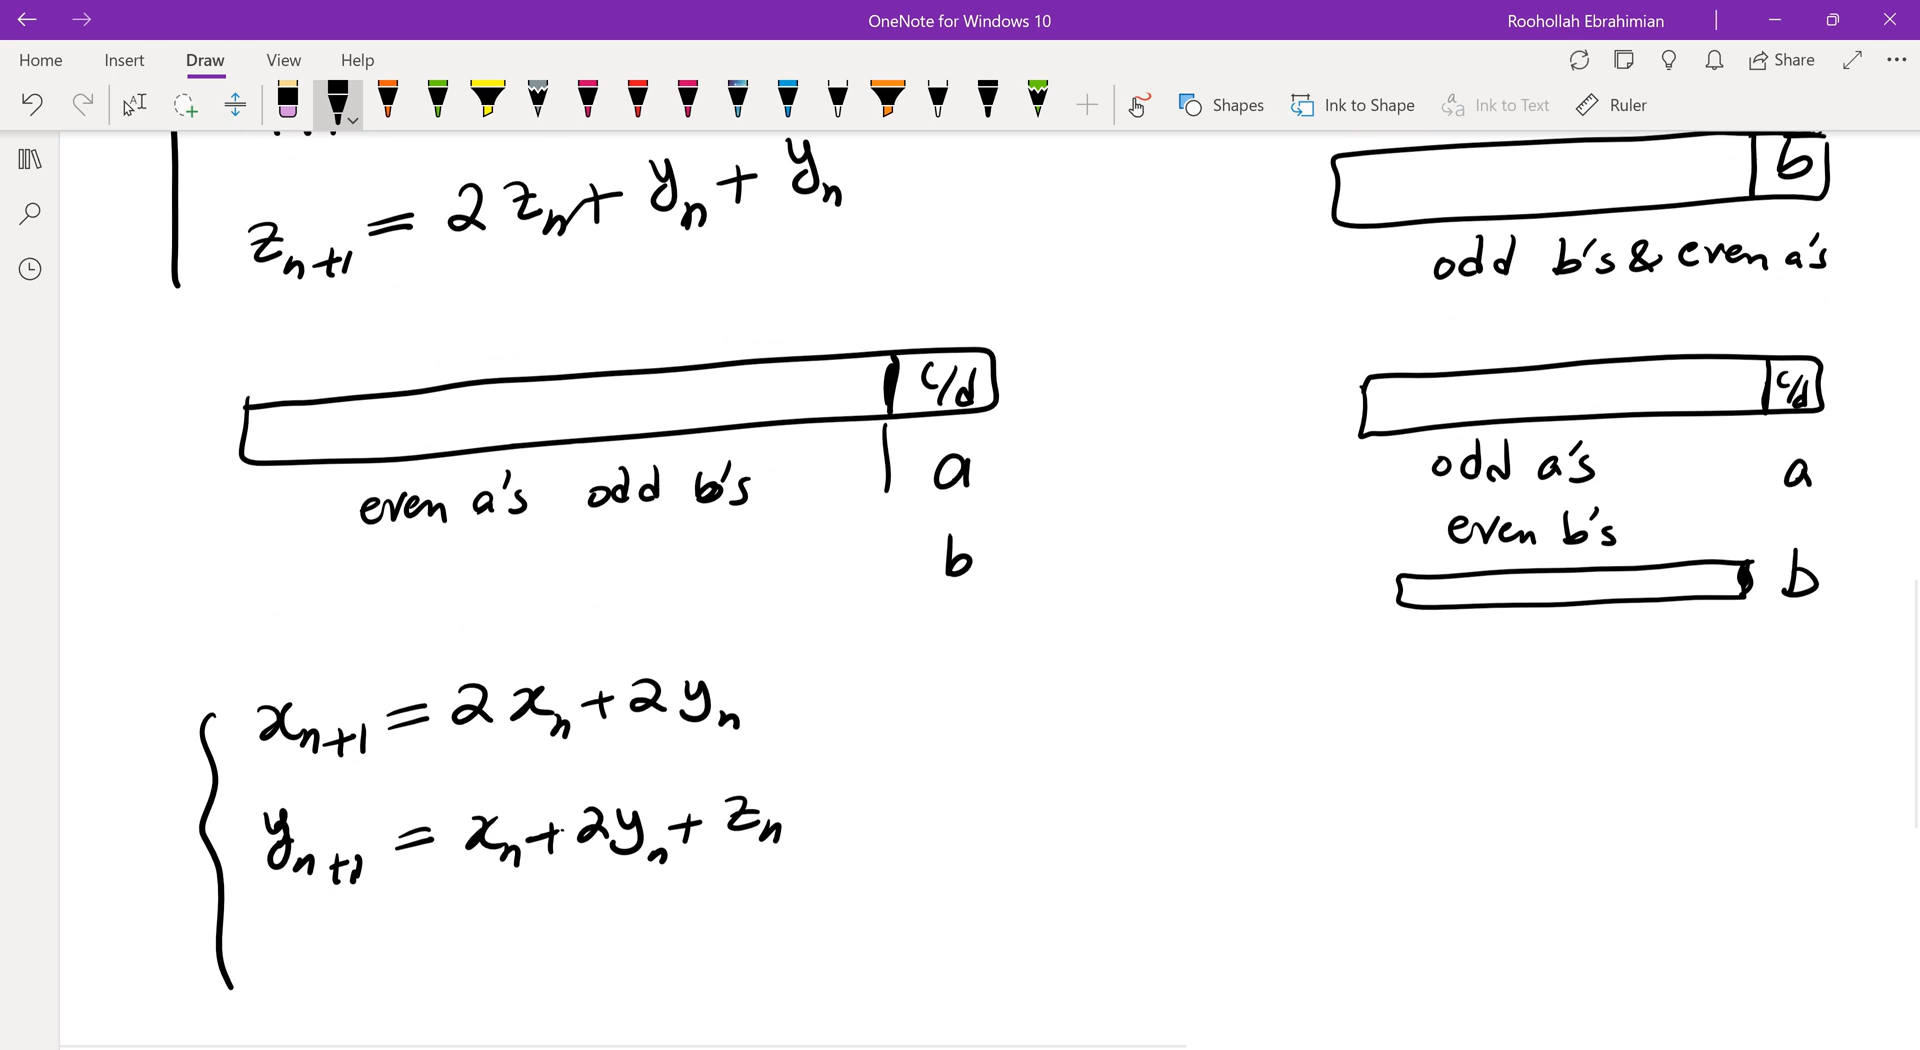 OneNote for Windows 10
Roohollah Ebrahimian
Home Insert Draw View Help
Share
Shapes Ink to Shape Ink to Text Ruler
z_{n+1} = 2z_n + y_n + y_n
b
odd b's & even a's
c/d
even a's odd b's
a
b
c/d
odd a's
a
even b's
b
x_{n+1} = 2x_n + 2y_n
y_{n+1} = x_n + 2y_n + z_n